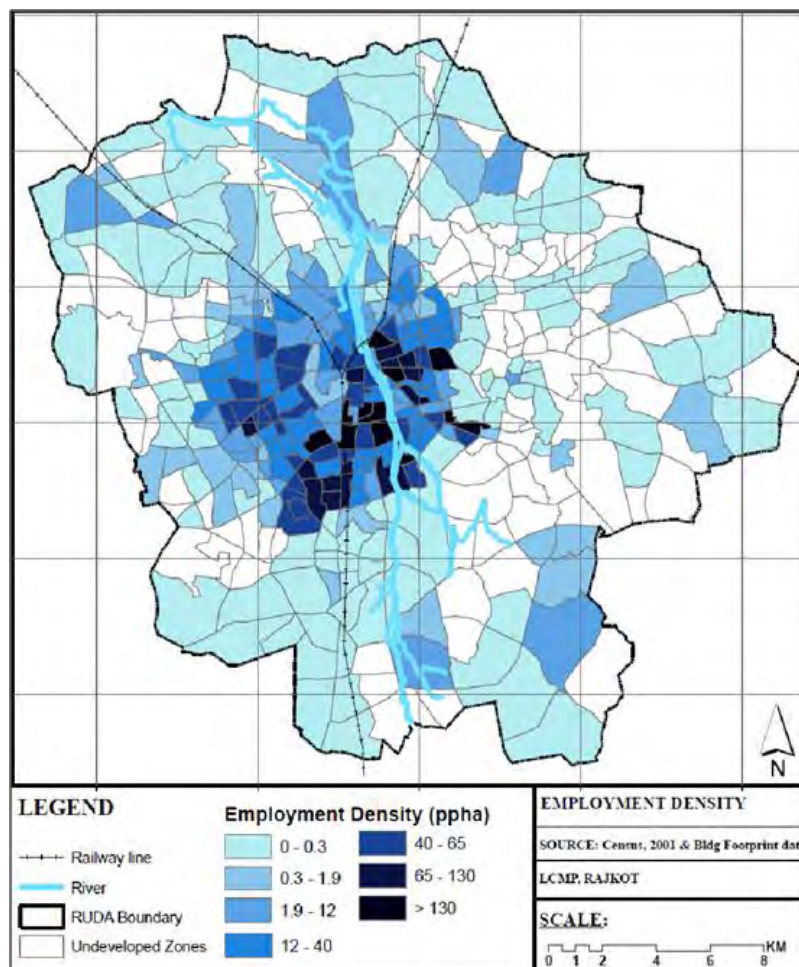 N
LEGEND
Railway line
River
RUDA Boundary
Undeveloped Zones
Employment Density (ppha)
0 - 0.3
0.3 - 1.9
1.9 - 12
12 - 40
40 - 65
65 - 130
> 130
EMPLOYMENT DENSITY
SOURCE: Census, 2001 & Bldg Footprint dat
LCMP, RAJKOT
SCALE:
KM
0 1 2 4 6 8